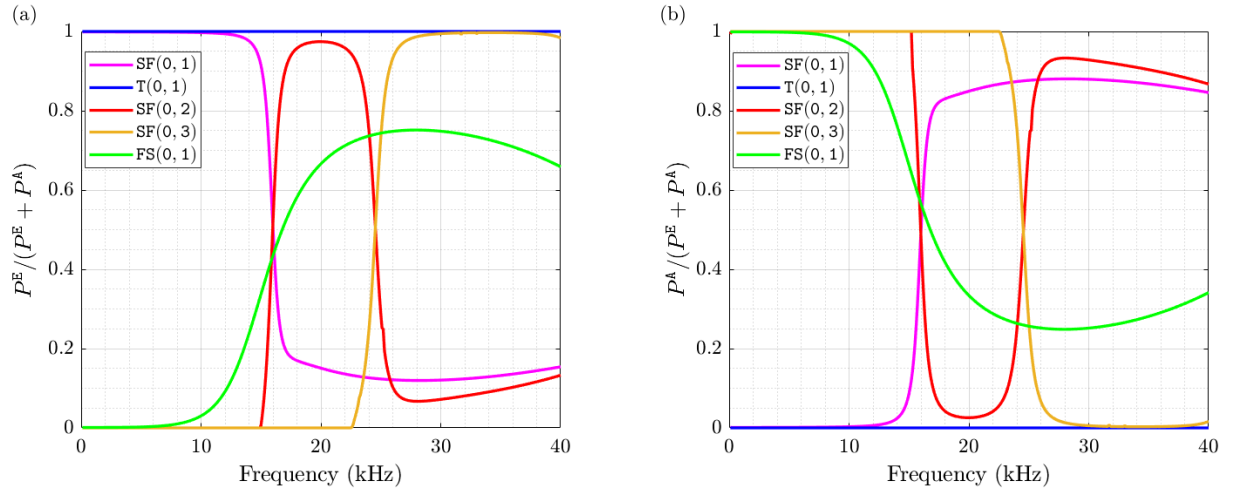 (a)
1
0.8
0.6
0.4
0.2
0
P^E/(P^E + P^A)
SF(0, 1)
T(0, 1)
SF(0, 2)
SF(0, 3)
FS(0, 1)
0 10 20 30 40
Frequency (kHz)
(b)
1
0.8
0.6
0.4
0.2
0
P^A/(P^E + P^A)
SF(0, 1)
T(0, 1)
SF(0, 2)
SF(0, 3)
FS(0, 1)
0 10 20 30 40
Frequency (kHz)